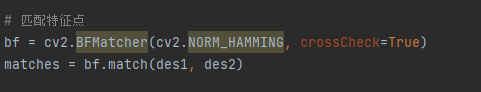 # 匹配特征点
bf = cv2.BFMatcher(cv2.NORM_HAMMING, crossCheck=True)
matches = bf.match(des1, des2)